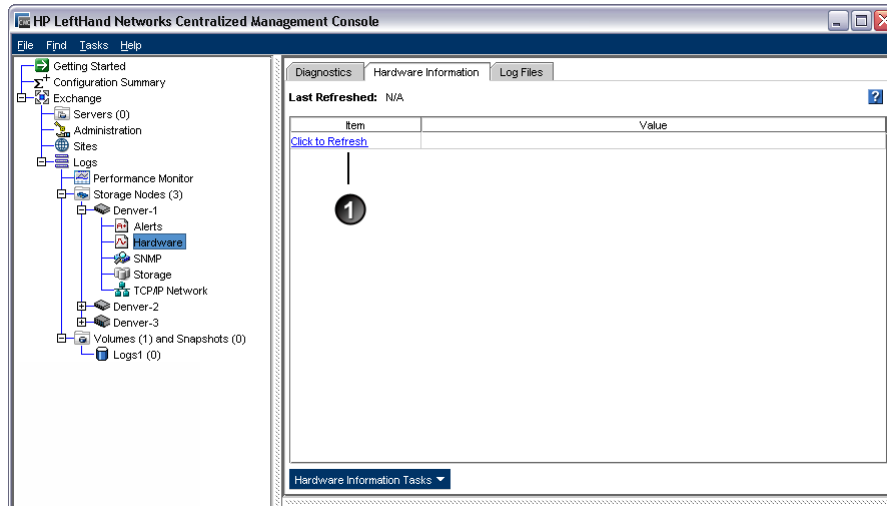 HP LeftHand Networks Centralized Management Console
File Find Tasks Help
Getting Started
Configuration Summary
Exchange
Servers (0)
Administration
Sites
Logs
Performance Monitor
Storage Nodes (3)
Denver-1
Alerts
Hardware
SNMP
Storage
TCP/IP Network
Denver-2
Denver-3
Volumes (1) and Snapshots (0)
Logs1 (0)
Diagnostics Hardware Information Log Files
Last Refreshed: N/A
?
Item Value
Click to Refresh
1
Hardware Information Tasks